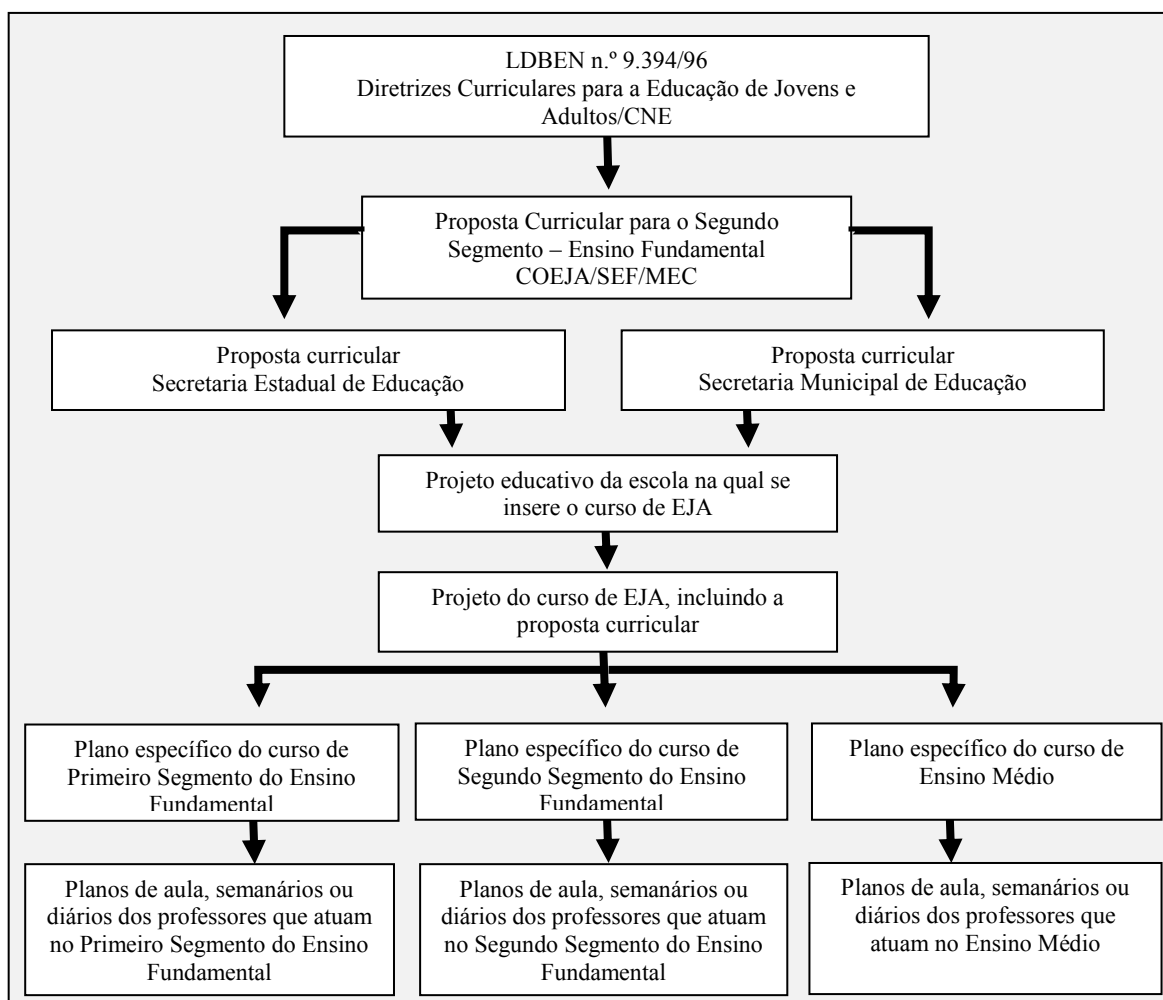 LDBEN n.º 9.394/96
Diretrizes Curriculares para a Educação de Jovens e
Adultos/CNE
Proposta Curricular para o Segundo
Segmento – Ensino Fundamental
COEJA/SEF/MEC
Proposta curricular
Secretaria Estadual de Educação
Proposta curricular
Secretaria Municipal de Educação
Projeto educativo da escola na qual se
insere o curso de EJA
Projeto do curso de EJA, incluindo a
proposta curricular
Plano específico do curso de
Primeiro Segmento do Ensino
Fundamental
Plano específico do curso de
Segundo Segmento do Ensino
Fundamental
Plano específico do curso de
Ensino Médio
Planos de aula, semanários ou
diários dos professores que atuam
no Primeiro Segmento do Ensino
Fundamental
Planos de aula, semanários ou
diários dos professores que atuam
no Segundo Segmento do Ensino
Fundamental
Planos de aula, semanários ou
diários dos professores que
atuam no Ensino Médio